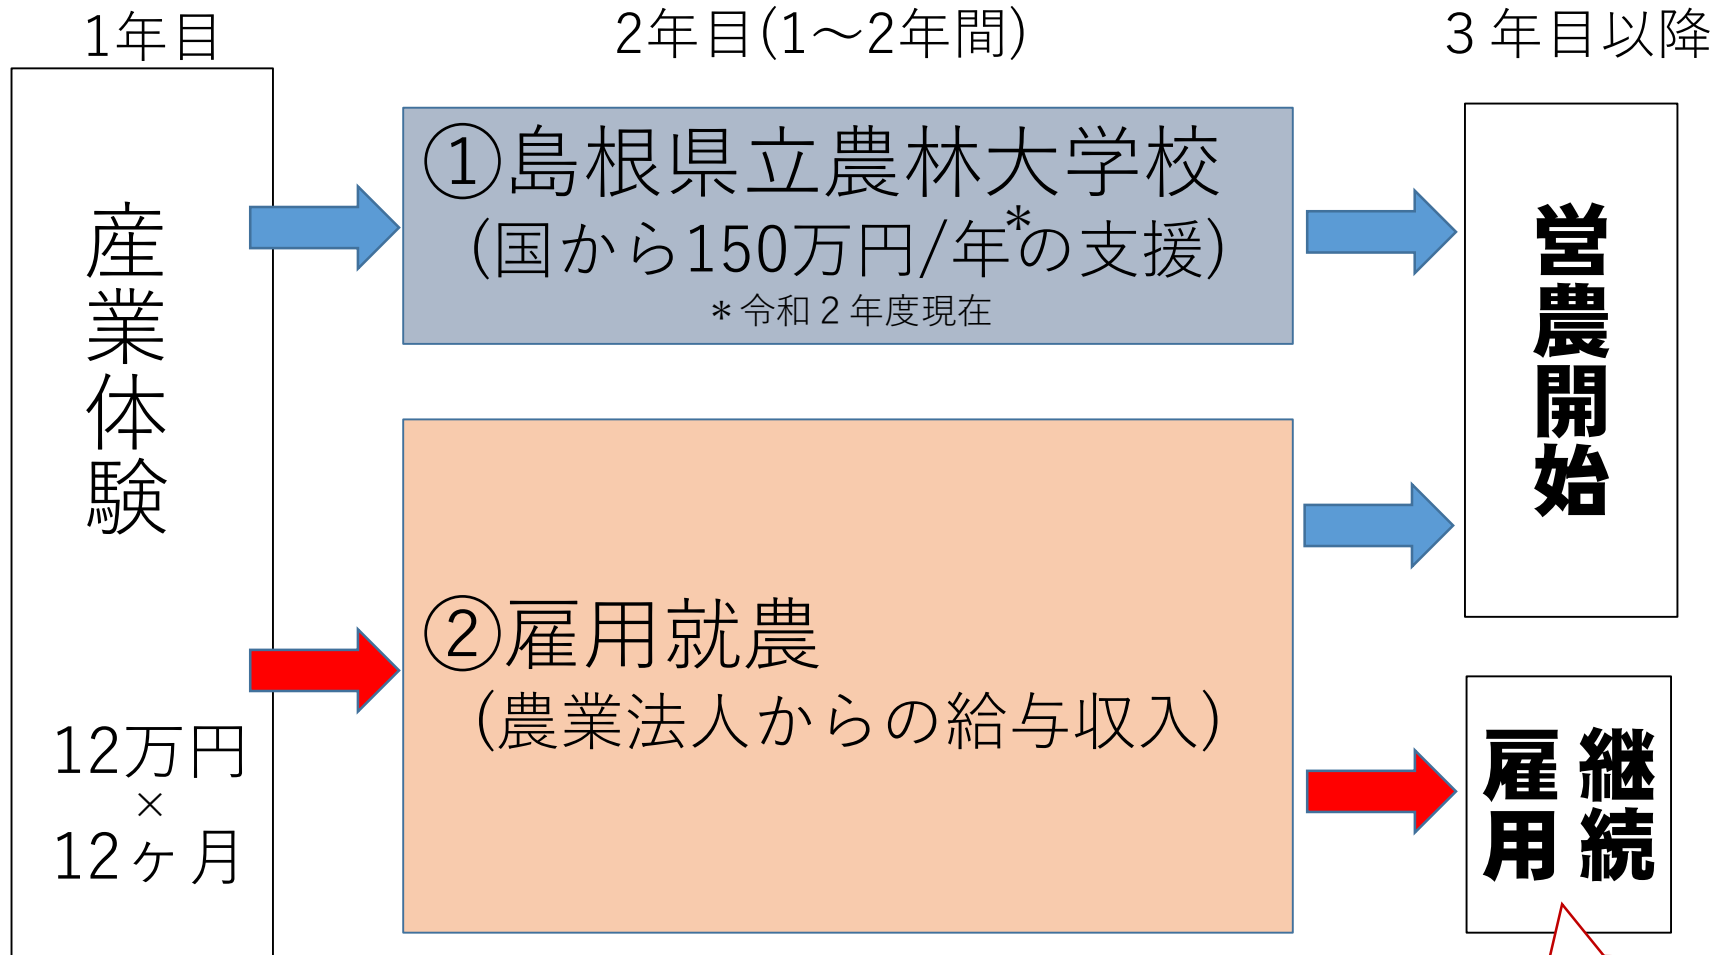 1年目
2年目(1～2年間)
3年目以降
産業体験
12万円
×
12ヶ月
①島根県立農林大学校
(国から150万円/年*の支援)
*令和2年度現在
②雇用就農
(農業法人からの給与収入)
営農開始
継続
雇用